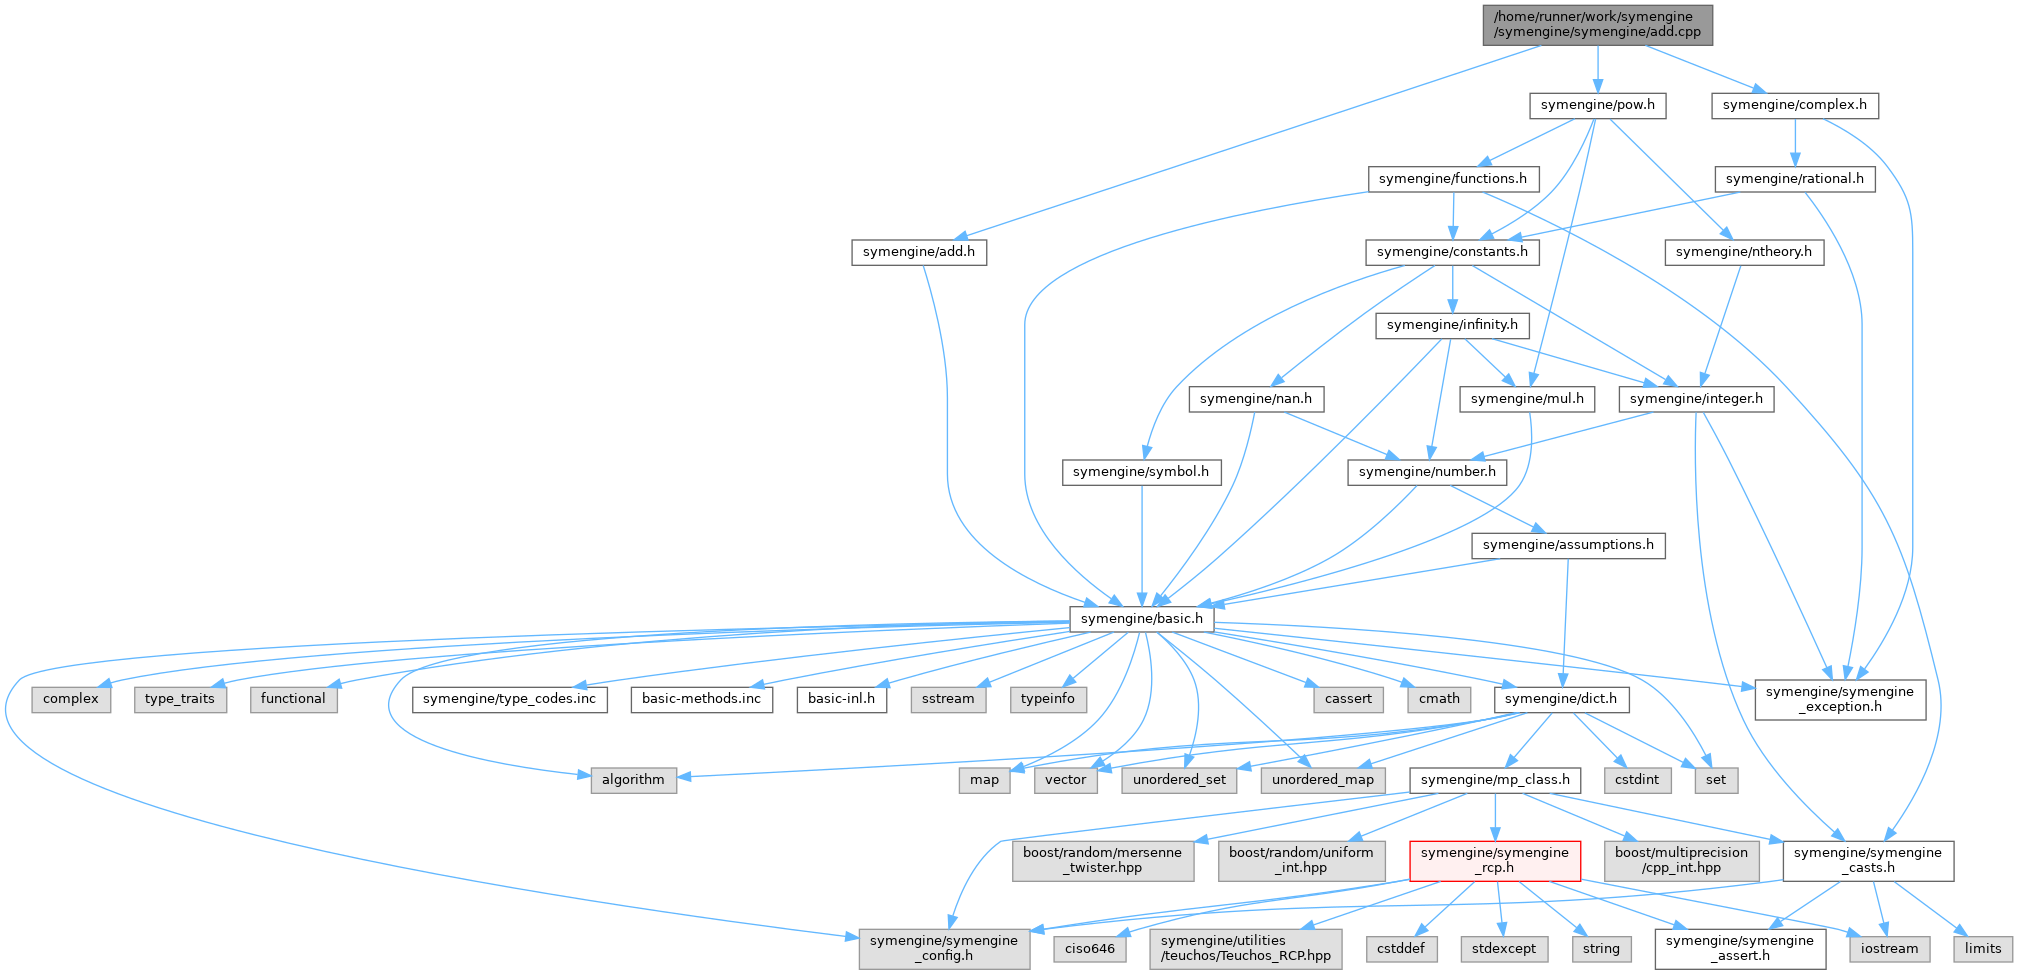 /home/runner/work/symengine
/symengine/symengine/add.cpp
symengine/pow.h
symengine/complex.h
symengine/functions.h
symengine/rational.h
symengine/add.h
symengine/constants.h
symengine/ntheory.h
symengine/infinity.h
symengine/nan.h
symengine/mul.h
symengine/integer.h
symengine/symbol.h
symengine/number.h
symengine/assumptions.h
symengine/basic.h
complex
type_traits
functional
symengine/type_codes.inc
basic-methods.inc
basic-inl.h
sstream
typeinfo
cassert
cmath
symengine/dict.h
symengine/symengine
_exception.h
algorithm
map
vector
unordered_set
unordered_map
symengine/mp_class.h
cstdint
set
boost/random/mersenne
_twister.hpp
boost/random/uniform
_int.hpp
symengine/symengine
_rcp.h
boost/multiprecision
/cpp_int.hpp
symengine/symengine
_casts.h
symengine/symengine
_config.h
ciso646
symengine/utilities
/teuchos/Teuchos_RCP.hpp
cstddef
stdexcept
string
symengine/symengine
_assert.h
iostream
limits